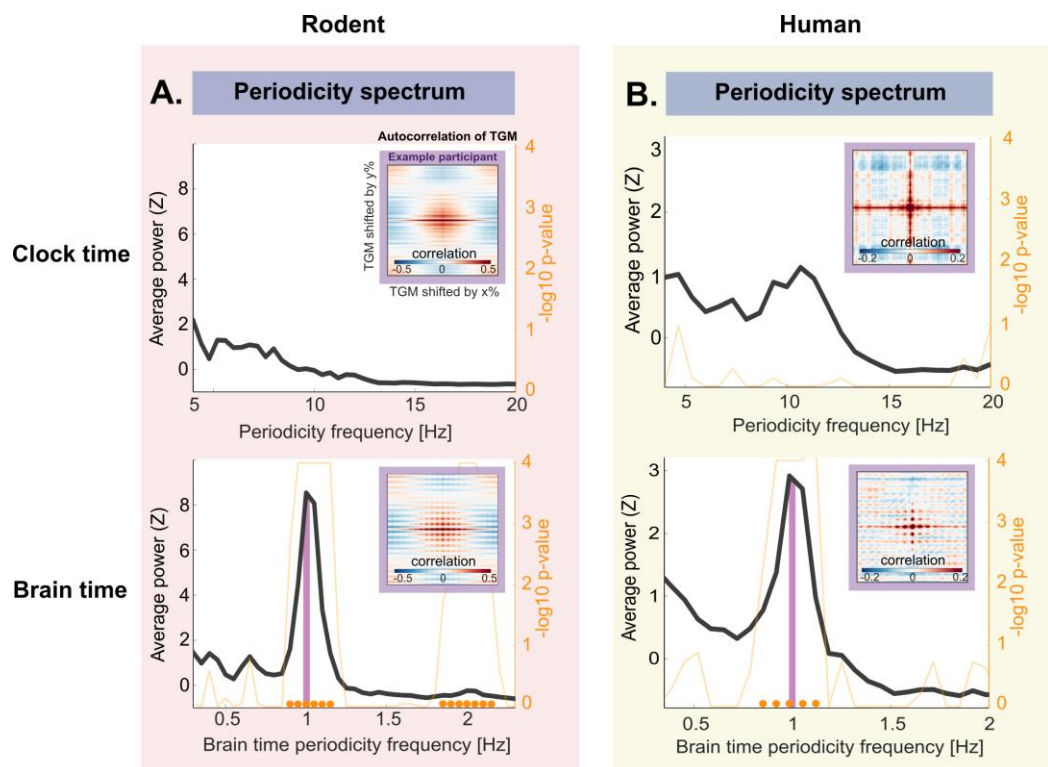 Rodent
Human
A.
Periodicity spectrum
B.
Periodicity spectrum
Clock time
Average power (Z)
8
6
4
2
0
Autocorrelation of TGM
Example participant
TGM shifted by y%
correlation
-0.5
0
0.5
TGM shifted by x%
4
3
2
1
0
-log10 p-value
5
10
15
20
Periodicity frequency [Hz]
Average power (Z)
3
2
1
0
correlation
-0.2
0
0.2
4
3
2
1
0
-log10 p-value
5
10
15
20
Periodicity frequency [Hz]
Brain time
Average power (Z)
8
6
4
2
0
correlation
-0.5
0
0.5
4
3
2
1
0
-log10 p-value
0.5
1
1.5
2
Brain time periodicity frequency [Hz]
Average power (Z)
3
2
1
0
correlation
-0.2
0
0.2
4
3
2
1
0
-log10 p-value
0.5
1
1.5
2
Brain time periodicity frequency [Hz]